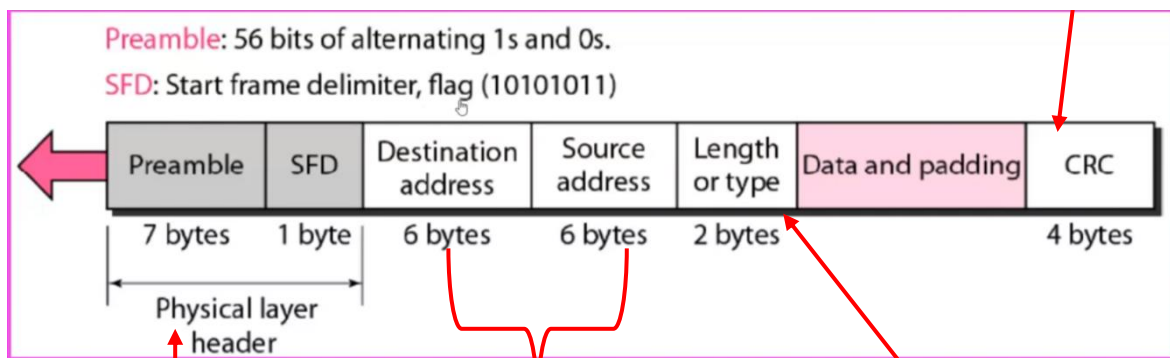 Preamble: 56 bits of alternating 1s and 0s.
SFD: Start frame delimiter, flag (10101011)
Preamble
SFD
Destination
address
Source
address
Length
or type
Data and padding
CRC
7 bytes
1 byte
6 bytes
6 bytes
2 bytes
4 bytes
Physical layer
header